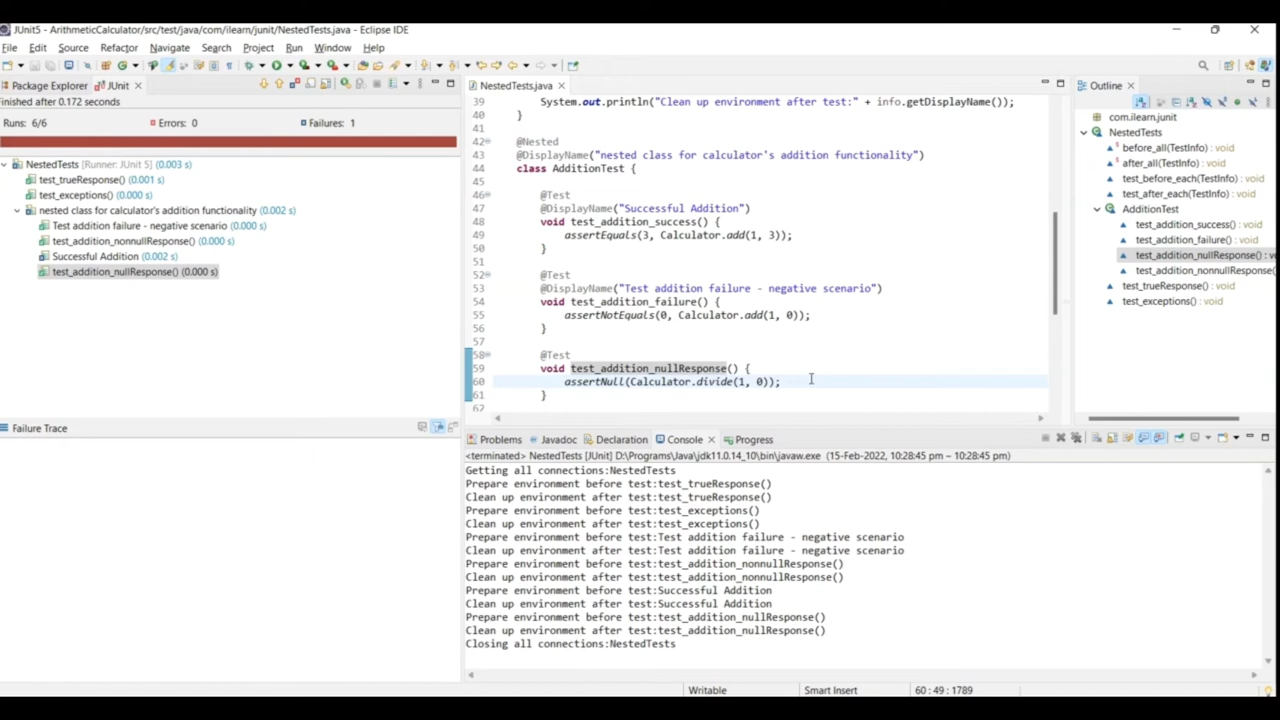 JUnit5 - ArithmeticCalculator/src/test/java/com/ilearn/junit/NestedTests.java - Eclipse IDE
File Edit Source Refactor Navigate Search Project Run Window Help
Package Explorer JUnit
Finished after 0.172 seconds
Runs: 6/6 Errors: 0 Failures: 1
NestedTests [Runner: JUnit 5] (0.003 s)
test_trueResponse() (0.001 s)
test_exceptions() (0.000 s)
nested class for calculator's addition functionality (0.002 s)
Test addition failure - negative scenario (0.000 s)
test_addition_nonnullResponse() (0.000 s)
Successful Addition (0.002 s)
test_addition_nullResponse() (0.000 s)
Failure Trace
NestedTests.java
39 System.out.println("Clean up environment after test:" + info.getDisplayName());
40 }
41
42 @Nested
43 @DisplayName("nested class for calculator's addition functionality")
44 class AdditionTest {
45
46 @Test
47 @DisplayName("Successful Addition")
48 void test_addition_success() {
49 assertEquals(3, Calculator.add(1, 3));
50 }
51
52 @Test
53 @DisplayName("Test addition failure - negative scenario")
54 void test_addition_failure() {
55 assertNotEquals(0, Calculator.add(1, 0));
56 }
57
58 @Test
59 void test_addition_nullResponse() {
60 assertNull(Calculator.divide(1, 0));
61 }
62
Outline
com.ilearn.junit
NestedTests
before_all(TestInfo) : void
after_all(TestInfo) : void
test_before_each(TestInfo) : void
test_after_each(TestInfo) : void
AdditionTest
test_addition_success() : void
test_addition_failure() : void
test_addition_nullResponse() : v
test_addition_nonnullResponse(
test_trueResponse() : void
test_exceptions() : void
Problems Javadoc Declaration Console Progress
<terminated> NestedTests [JUnit] D:\Programs\Java\jdk11.0.14_10\bin\javaw.exe (15-Feb-2022, 10:28:45 pm – 10:28:45 pm)
Getting all connections:NestedTests
Prepare environment before test:test_trueResponse()
Clean up environment after test:test_trueResponse()
Prepare environment before test:test_exceptions()
Clean up environment after test:test_exceptions()
Prepare environment before test:Test addition failure - negative scenario
Clean up environment after test:Test addition failure - negative scenario
Prepare environment before test:test_addition_nonnullResponse()
Clean up environment after test:test_addition_nonnullResponse()
Prepare environment before test:Successful Addition
Clean up environment after test:Successful Addition
Prepare environment before test:test_addition_nullResponse()
Clean up environment after test:test_addition_nullResponse()
Closing all connections:NestedTests
Writable Smart Insert 60 : 49 : 1789